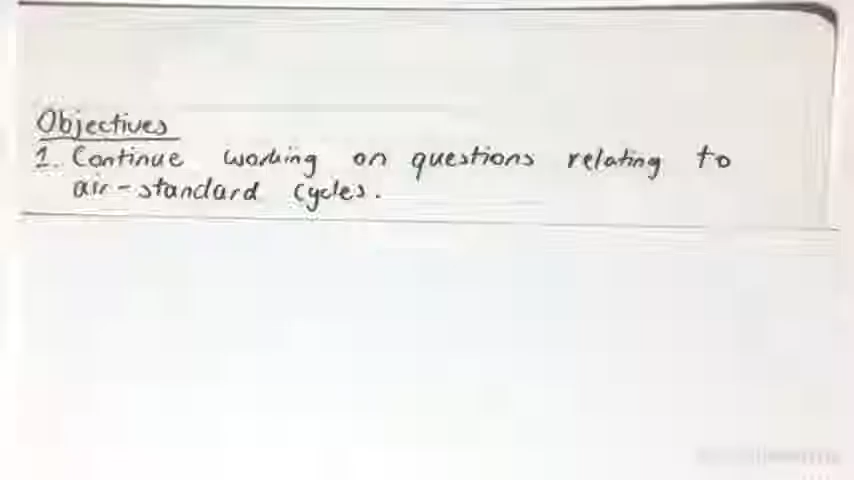 Objectives
1. Continue working on questions relating to
air-standard cycles.